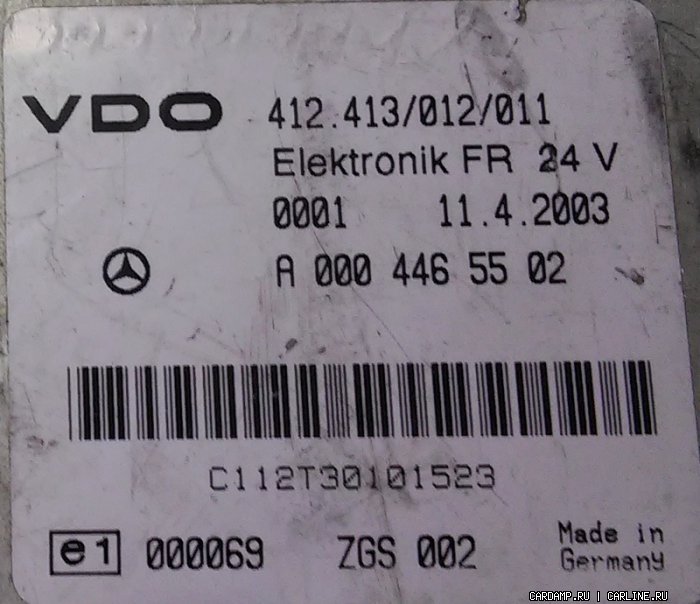 VDO 412.413/012/011
Elektronik FR 24 V
0001 11.4.2003
A 000 446 55 02
C112T30101523
e1 000069 ZGS 002 Made in
Germany
CARDAMP.RU | CARLINE.RU